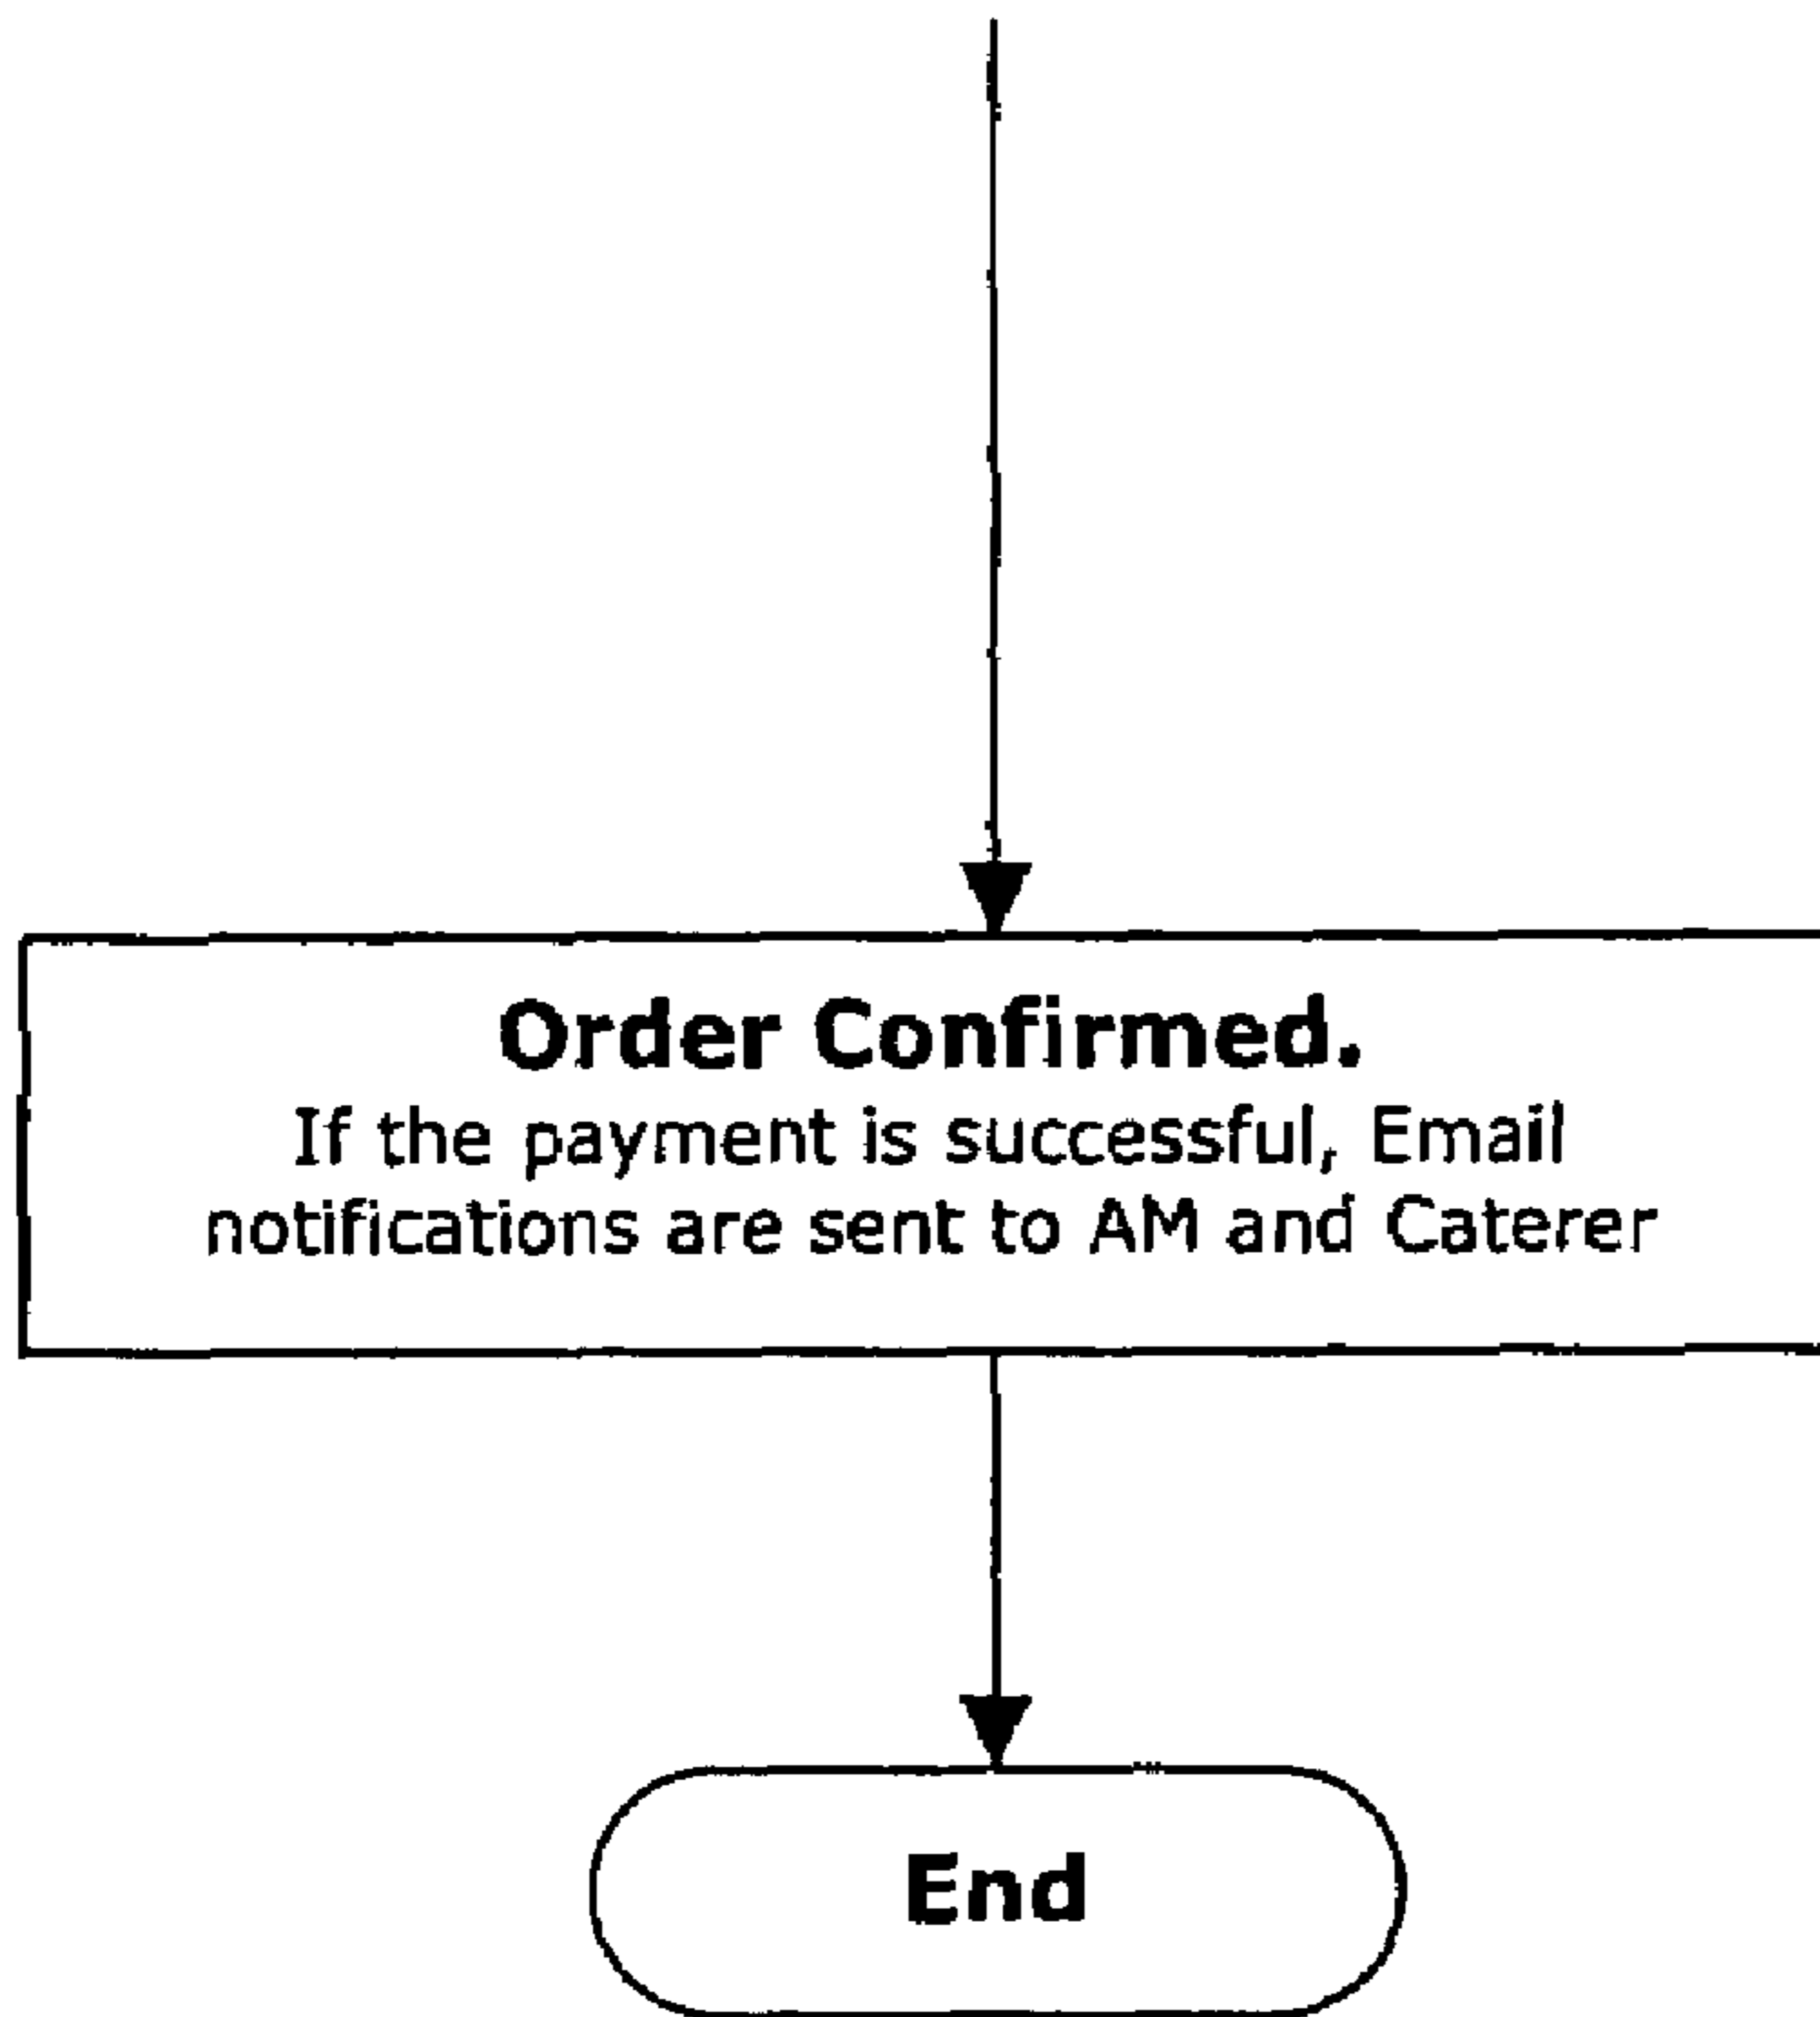 Order Confirmed.
If the payment is successful, Email
notifications are sent to AM and Caterer
End